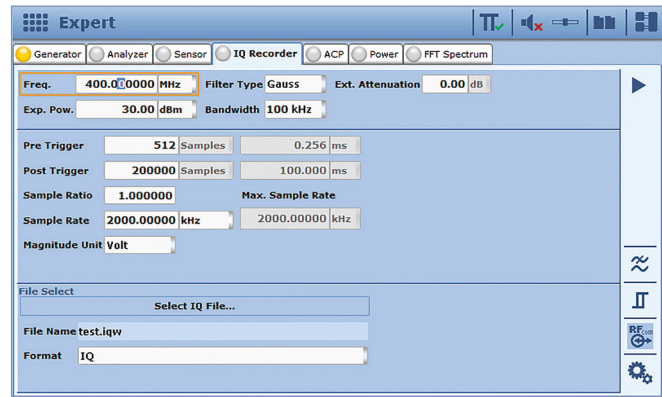 Expert
Generator Analyzer Sensor IQ Recorder ACP Power FFT Spectrum
Freq. 400.000000 MHz Filter Type Gauss Ext. Attenuation 0.00 dB
Exp. Pow. 30.00 dBm Bandwidth 100 kHz
Pre Trigger 512 Samples 0.256 ms
Post Trigger 200000 Samples 100.000 ms
Sample Ratio 1.000000 Max. Sample Rate
Sample Rate 2000.00000 kHz 2000.00000 kHz
Magnitude Unit Volt
File Select
Select IQ File...
File Name test.iqw
Format IQ
RFcom